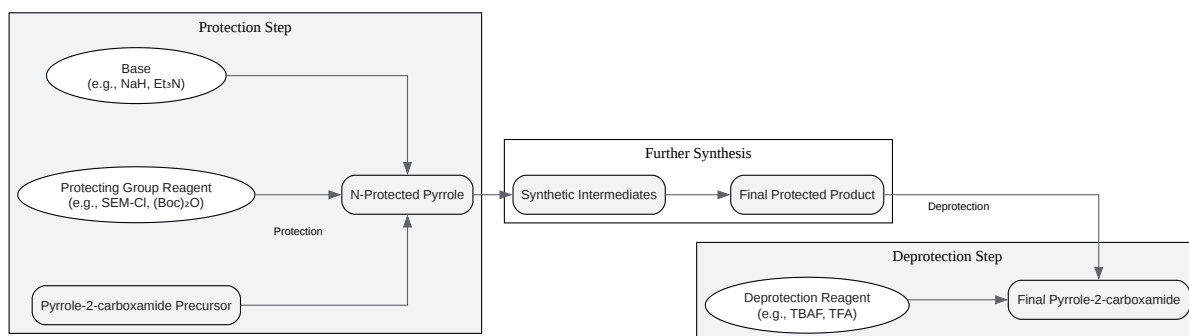 Protection Step
Base
(e.g., NaH, Et₃N)
Protecting Group Reagent
(e.g., SEM-Cl, (Boc)₂O)
N-Protected Pyrrole
Protection
Pyrrole-2-carboxamide Precursor
Further Synthesis
Synthetic Intermediates
Final Protected Product
Deprotection
Deprotection Step
Deprotection Reagent
(e.g., TBAF, TFA)
Final Pyrrole-2-carboxamide